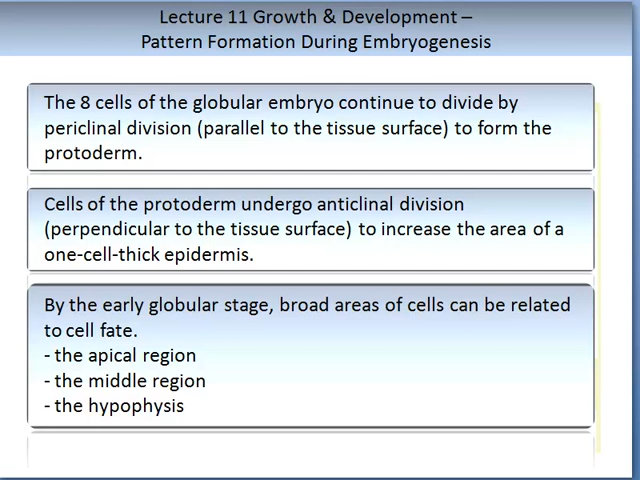 Lecture 11 Growth & Development –
Pattern Formation During Embryogenesis
The 8 cells of the globular embryo continue to divide by
periclinal division (parallel to the tissue surface) to form the
protoderm.
Cells of the protoderm undergo anticlinal division
(perpendicular to the tissue surface) to increase the area of a
one-cell-thick epidermis.
By the early globular stage, broad areas of cells can be related
to cell fate.
- the apical region
- the middle region
- the hypophysis